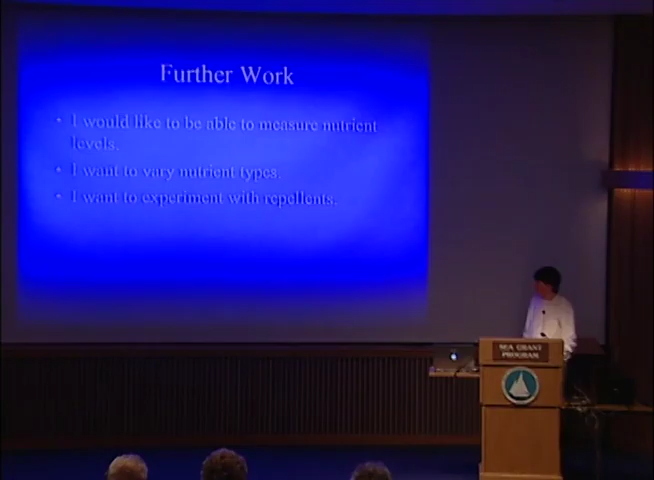 Further Work
• I would like to be able to measure nutrient
levels.
• I want to vary nutrient types.
• I want to experiment with repellents.
SEA GRANT
PROGRAM